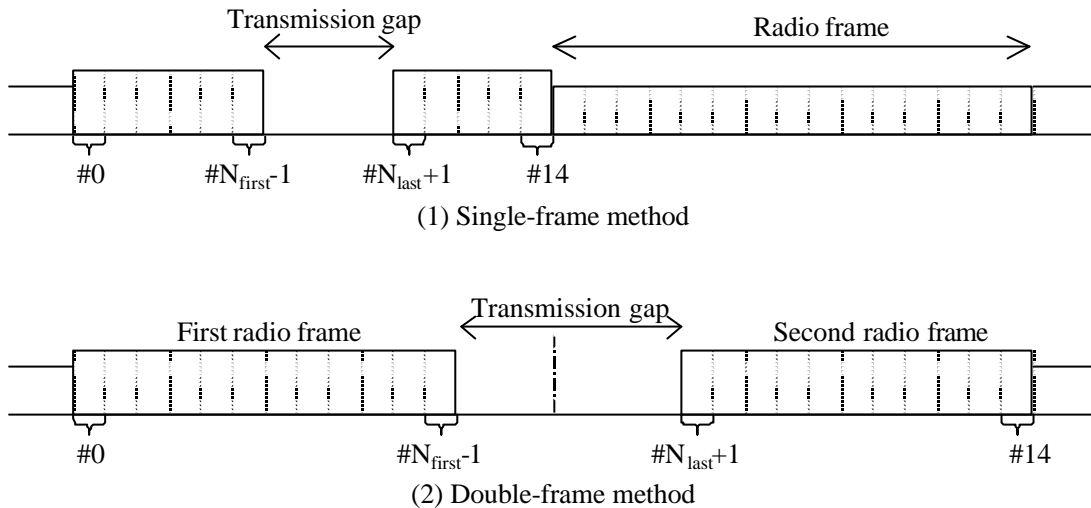 Transmission gap
Radio frame
#0
#Nfirst-1
#Nlast+1
#14
(1) Single-frame method
Transmission gap
First radio frame
Second radio frame
#0
#Nfirst-1
#Nlast+1
#14
(2) Double-frame method